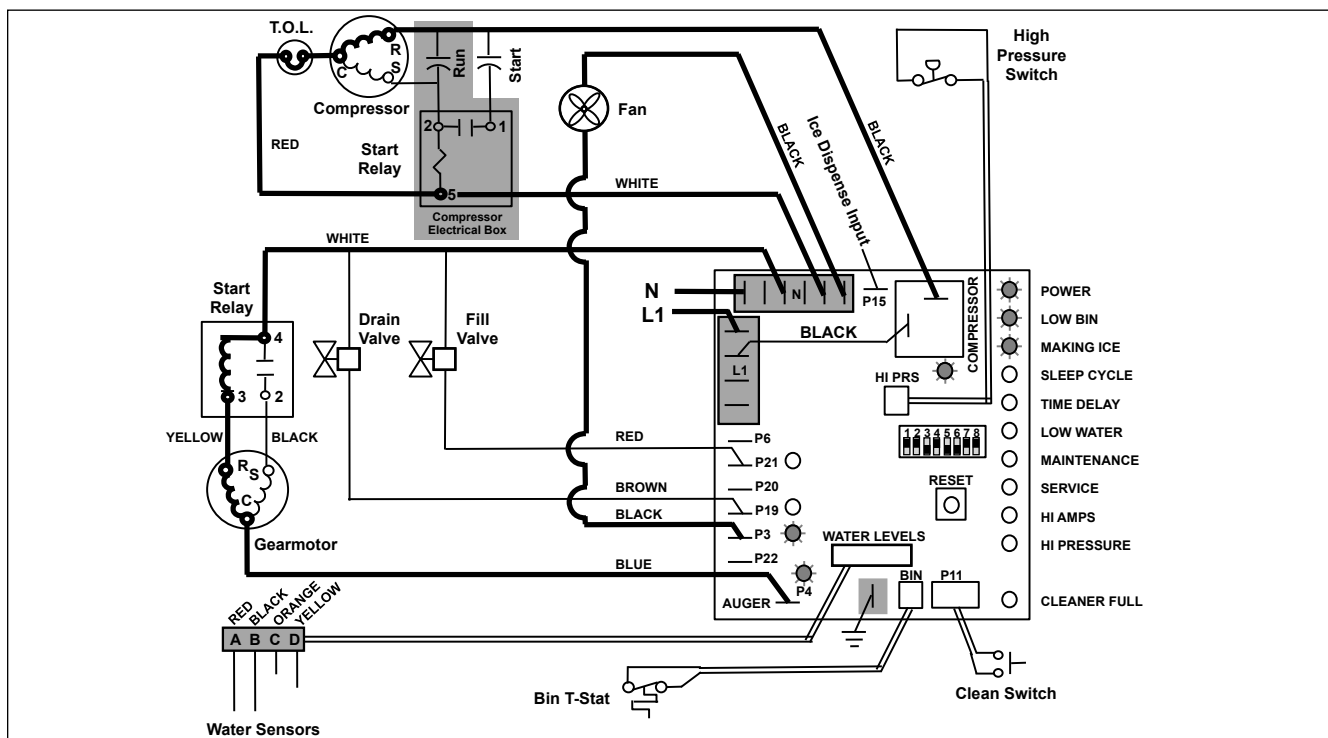 T.O.L.
R
C
S
Compressor
Run
Start
2
1
Start
Relay
5
Compressor
Electrical Box
RED
WHITE
Fan
BLACK
Ice Dispense Input
BLACK
High
Pressure
Switch
WHITE
Start
Relay
4
3
2
YELLOW
BLACK
R
S
C
Gearmotor
Drain
Valve
Fill
Valve
N
L1
N
L1
P15
BLACK
COMPRESSOR
HI PRS
1 2 3 4 5 6 7 8
RESET
RED
BROWN
BLACK
BLUE
P6
P21
P20
P19
P3
P22
P4
AUGER
WATER LEVELS
BIN
P11
POWER
LOW BIN
MAKING ICE
SLEEP CYCLE
TIME DELAY
LOW WATER
MAINTENANCE
SERVICE
HI AMPS
HI PRESSURE
CLEANER FULL
RED
BLACK
ORANGE
YELLOW
A B C D
Water Sensors
Bin T-Stat
Clean Switch